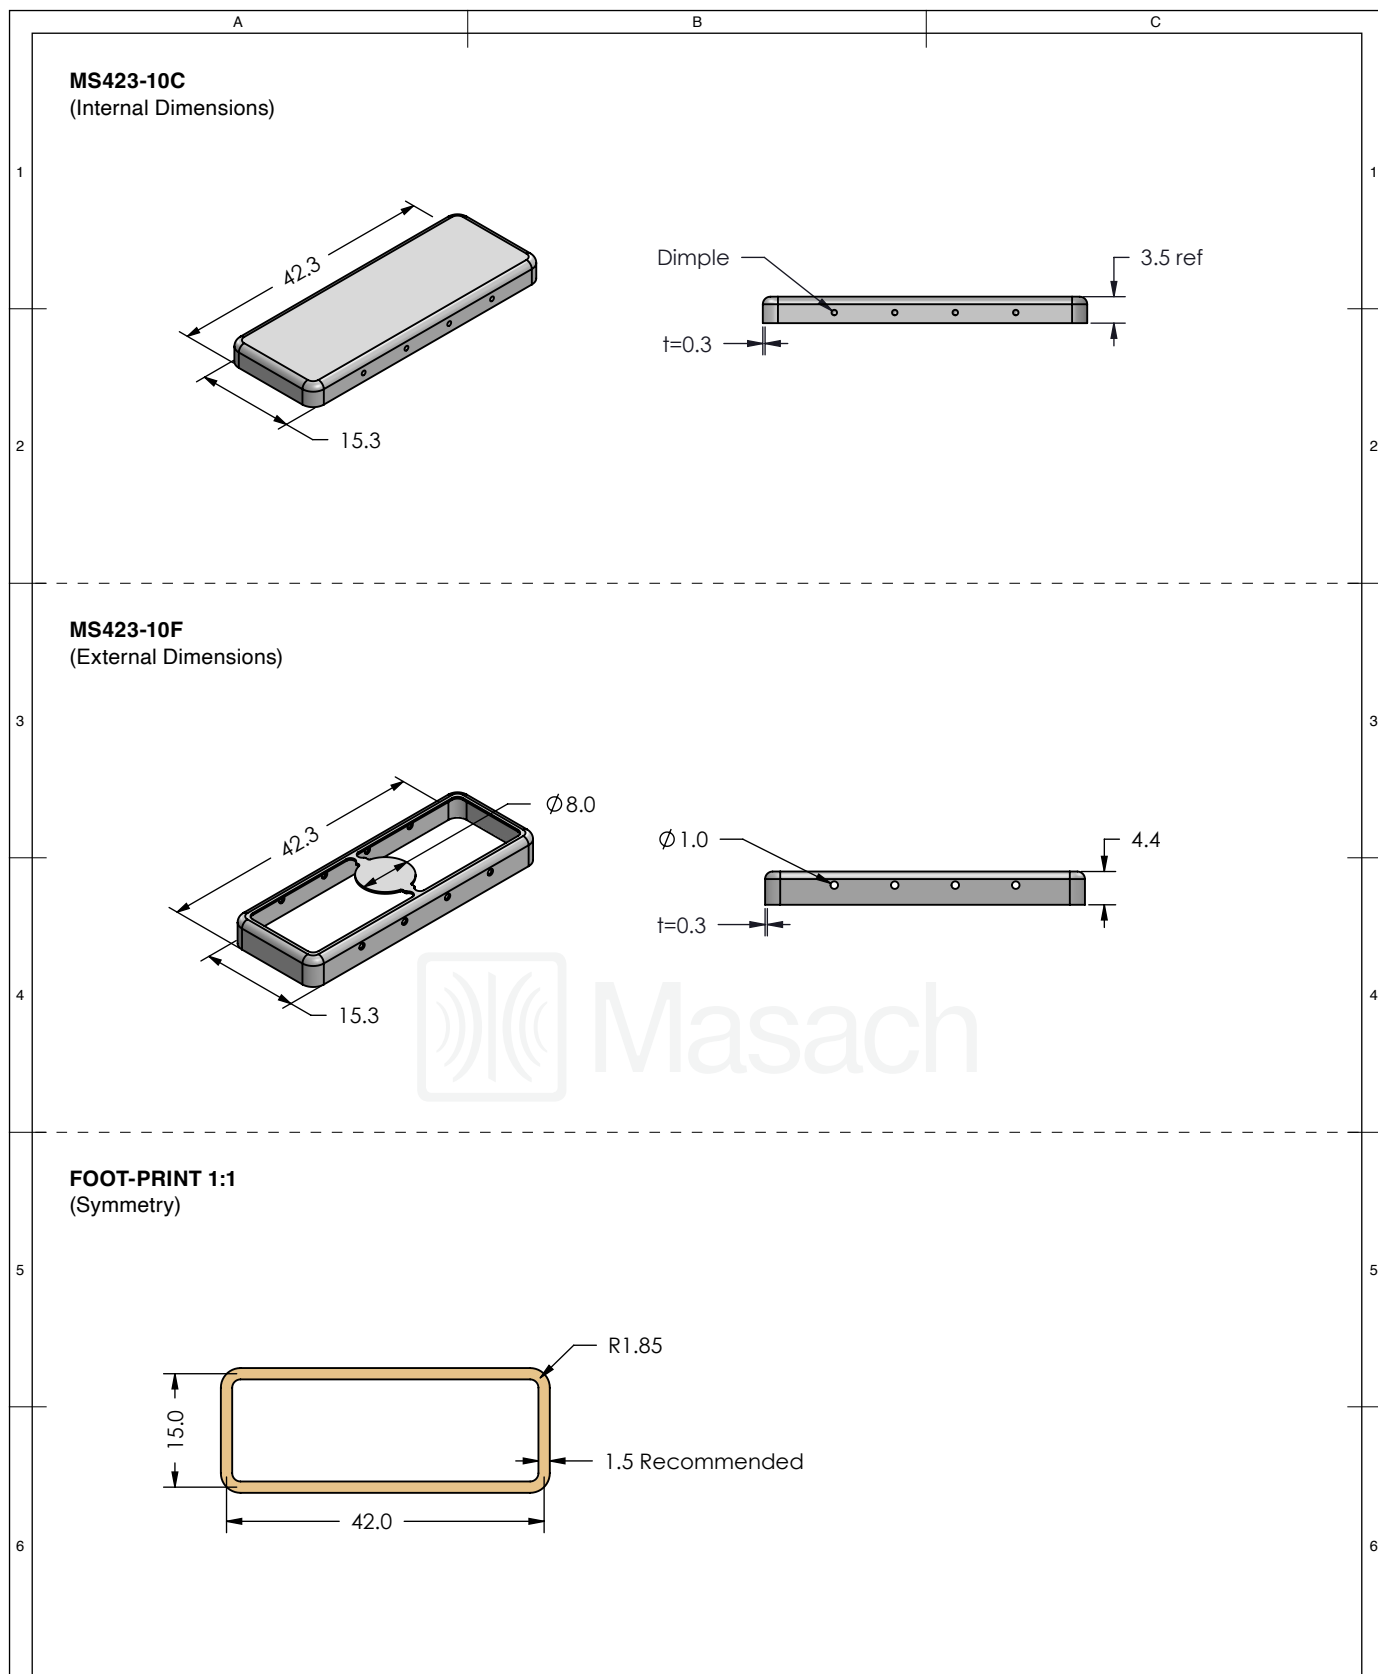 A B C
MS423-10C
(Internal Dimensions)
1 1
42.3
Dimple
3.5 ref
t=0.3
15.3
2 2
MS423-10F
(External Dimensions)
3 3
42.3
Ø8.0
Ø1.0
4.4
t=0.3
15.3
Masach
4 4
FOOT-PRINT 1:1
(Symmetry)
5 5
R1.85
15.0
1.5 Recommended
42.0
6 6